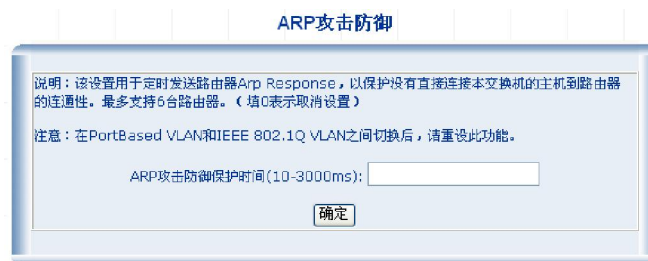 ARP攻击防御
说明：该设置用于定时发送路由器Arp Response，以保护没有直接连接本交换机的主机到路由器
的连通性。最多支持6台路由器。（填0表示取消设置）
注意：在PortBased VLAN和IEEE 802.1Q VLAN之间切换后，请重设此功能。
ARP攻击防御保护时间(10-3000ms):
确定